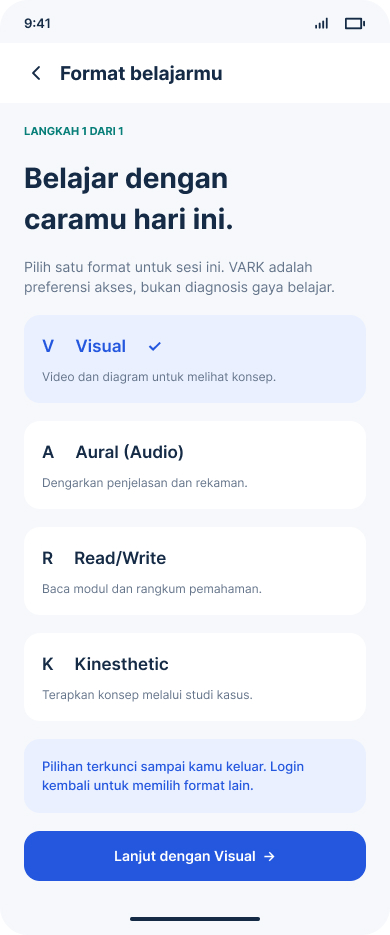 9:41
Format belajarmu
LANGKAH 1 DARI 1
Belajar dengan
caramu hari ini.
Pilih satu format untuk sesi ini. VARK adalah
preferensi akses, bukan diagnosis gaya belajar.
V Visual ✓
Video dan diagram untuk melihat konsep.
A Aural (Audio)
Dengarkan penjelasan dan rekaman.
R Read/Write
Baca modul dan rangkum pemahaman.
K Kinesthetic
Terapkan konsep melalui studi kasus.
Pilihan terkunci sampai kamu keluar. Login
kembali untuk memilih format lain.
Lanjut dengan Visual →